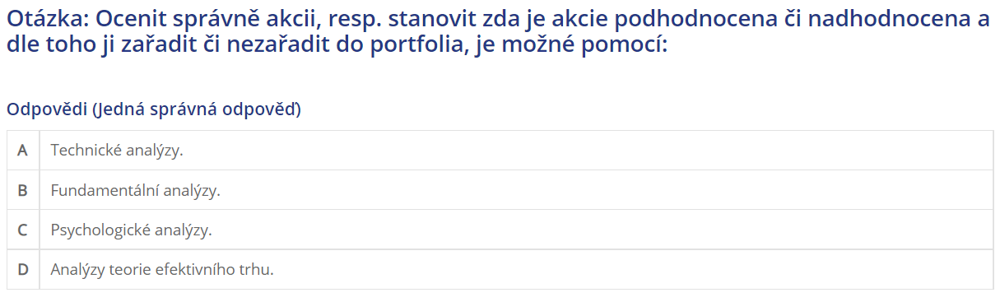 Otázka: Ocenit správně akcii, resp. stanovit zda je akcie podhodnocena či nadhodnocena a
dle toho ji zařadit či nezařadit do portfolia, je možné pomocí:
Odpovědi (Jedná správná odpověď)
A Technické analýzy.
B Fundamentální analýzy.
C Psychologické analýzy.
D Analýzy teorie efektivního trhu.